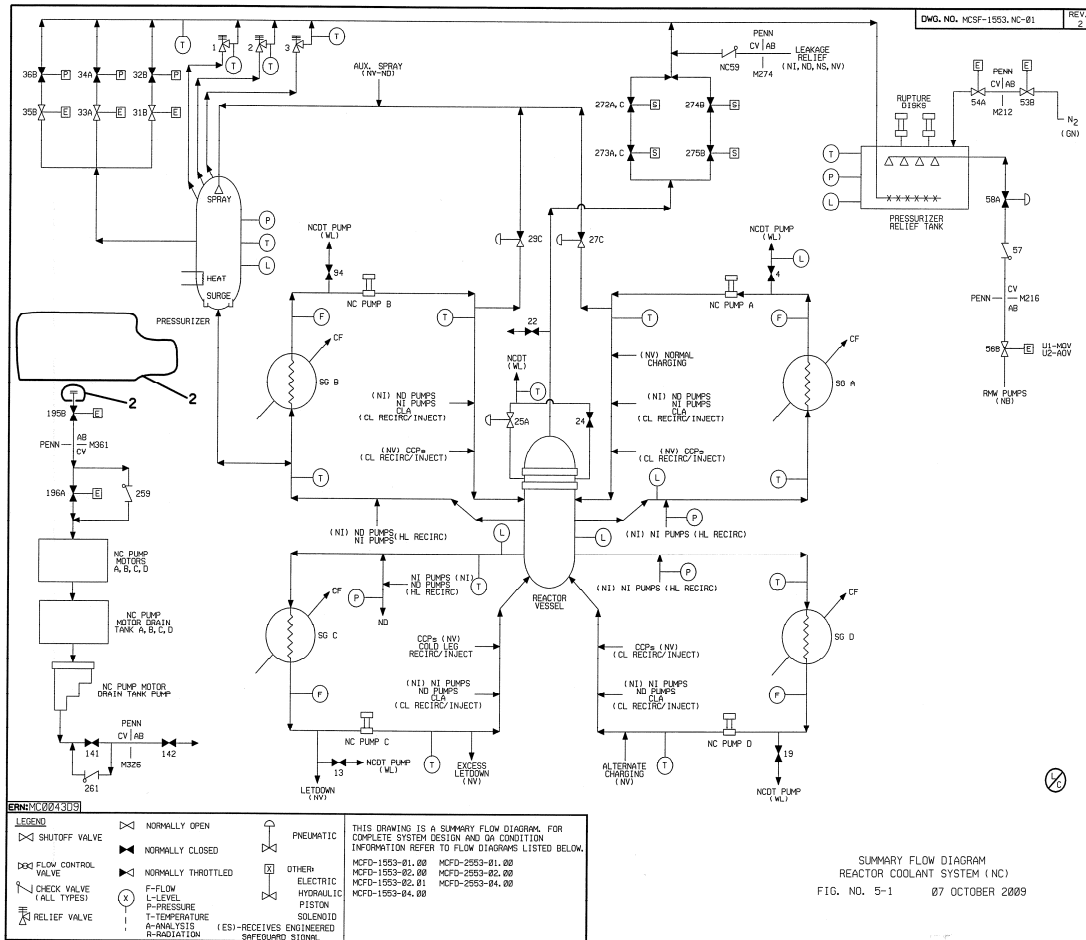 DWG. NO. MCSF-1553.NC-01
REV.
2
T
1
T
2
T
3
T
PENN
CV AB
M274
NC59
LEAKAGE
RELIEF
(NI, ND, NS, NV)
36B
P
34A
P
32B
P
35B
E
33A
E
31B
E
AUX. SPRAY
(NV-ND)
272A,C
S
274B
S
273A,C
S
275B
S
RUPTURE
DISKS
E
PENN
E
CV AB
54A
53B
M212
N2
(GN)
T
P
L
PRESSURIZER
RELIEF TANK
58A
57
CV
PENN
M216
AB
56B
E
U1-MOV
U2-AOV
RMW PUMPS
(NB)
SPRAY
P
T
L
HEAT
SURGE
PRESSURIZER
NCDT PUMP
(WL)
94
29C
27C
NCDT PUMP
(WL)
L
4
NC PUMP B
NC PUMP A
F
T
22
T
F
CF
SG B
NCDT
(WL)
T
(NV) NORMAL
CHARGING
CF
SG A
2
2
195B
E
AB
PENN
M361
CV
196A
E
259
(NI) ND PUMPS
NI PUMPS
CLA
(CL RECIRC/INJECT)
25A
24
(NI) ND PUMPS
NI PUMPS
CLA
(CL RECIRC/INJECT)
(NV) CCPs
(CL RECIRC/INJECT)
(NV) CCPs
(CL RECIRC/INJECT)
T
L
T
P
(NI) ND PUMPS
NI PUMPS
(HL RECIRC)
(NI) NI PUMPS (HL RECIRC)
L
L
NC PUMP
MOTORS
A, B, C, D
NC PUMP
MOTOR DRAIN
TANK A, B, C, D
NC PUMP MOTOR
DRAIN TANK PUMP
PENN
CV AB
141
142
M326
261
CF
SG C
NI PUMPS (NI)
ND PUMPS
(HL RECIRC)
T
P
ND
REACTOR
VESSEL
P
(NI) NI PUMPS (HL RECIRC)
T
CF
SG D
CCPs (NV)
COLD LEG
RECIRC/INJECT
CCPs (NV)
(CL RECIRC/INJECT)
(NI) NI PUMPS
ND PUMPS
CLA
(CL RECIRC/INJECT)
(NI) NI PUMPS
ND PUMPS
CLA
(CL RECIRC/INJECT)
F
F
NC PUMP C
NC PUMP D
13
NCDT PUMP
(WL)
T
LETDOWN
(NV)
EXCESS
LETDOWN
(NV)
ALTERNATE
CHARGING
(NV)
T
19
NCDT PUMP
(WL)
L/C
ERN:MC0043D9
LEGEND
SHUTOFF VALVE
FLOW CONTROL
VALVE
CHECK VALVE
(ALL TYPES)
RELIEF VALVE
NORMALLY OPEN
NORMALLY CLOSED
NORMALLY THROTTLED
X
F-FLOW
L-LEVEL
P-PRESSURE
T-TEMPERATURE
A-ANALYSIS
R-RADIATION
PNEUMATIC
X
OTHER:
ELECTRIC
HYDRAULIC
PISTON
SOLENOID
(ES)-RECEIVES ENGINEERED
SAFEGUARD SIGNAL
THIS DRAWING IS A SUMMARY FLOW DIAGRAM. FOR
COMPLETE SYSTEM DESIGN AND QA CONDITION
INFORMATION REFER TO FLOW DIAGRAMS LISTED BELOW.
MCFD-1553-01.00 MCFD-2553-01.00
MCFD-1553-02.00 MCFD-2553-02.00
MCFD-1553-02.01 MCFD-2553-04.00
MCFD-1553-04.00
SUMMARY FLOW DIAGRAM
REACTOR COOLANT SYSTEM (NC)
FIG. NO. 5-1 07 OCTOBER 2009